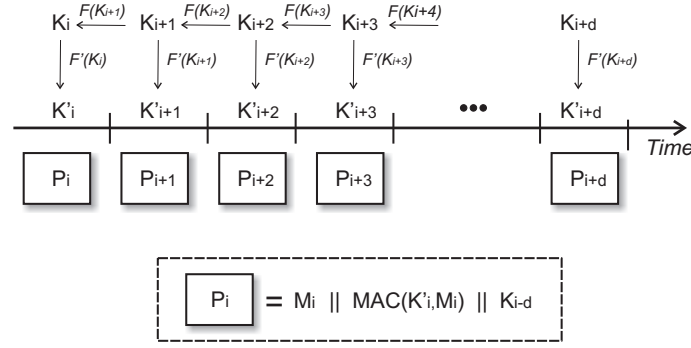 Ki F(Ki+1) Ki+1 F(Ki+2) Ki+2 F(Ki+3) Ki+3 F(Ki+4) Ki+d
F'(Ki) F'(Ki+1) F'(Ki+2) F'(Ki+3) F'(Ki+d)
K'i K'i+1 K'i+2 K'i+3 ••• K'i+d
Time
Pi Pi+1 Pi+2 Pi+3 Pi+d
Pi = Mi || MAC(K'i,Mi) || Ki-d